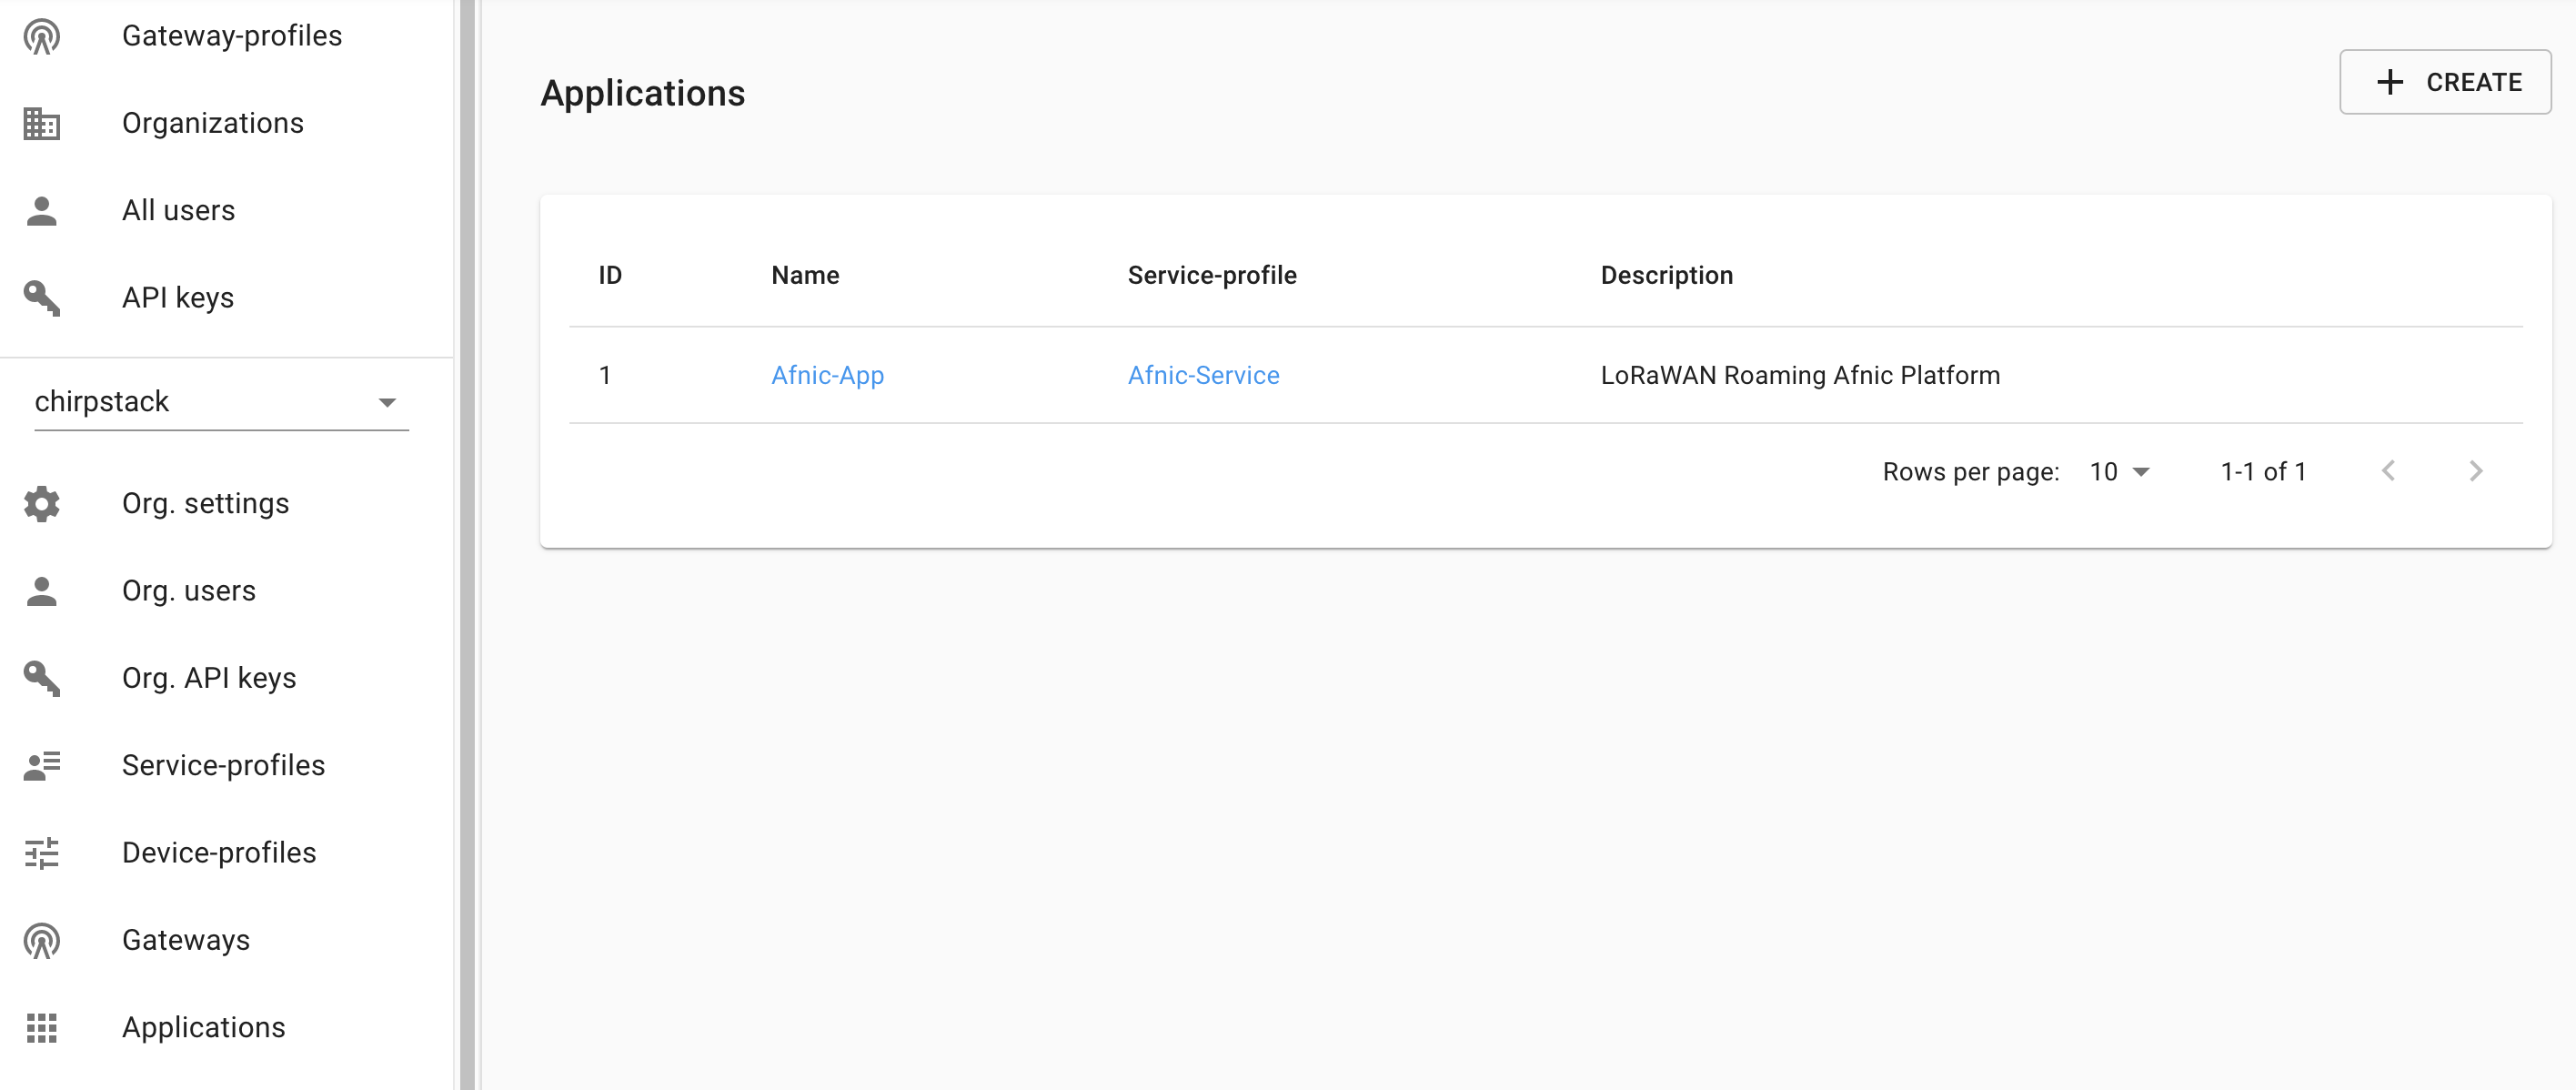 Gateway-profiles
Organizations
All users
API keys
chirpstack
Org. settings
Org. users
Org. API keys
Service-profiles
Device-profiles
Gateways
Applications
Applications
CREATE
ID Name Service-profile Description
1 Afnic-App Afnic-Service LoRaWAN Roaming Afnic Platform
Rows per page: 10 1-1 of 1